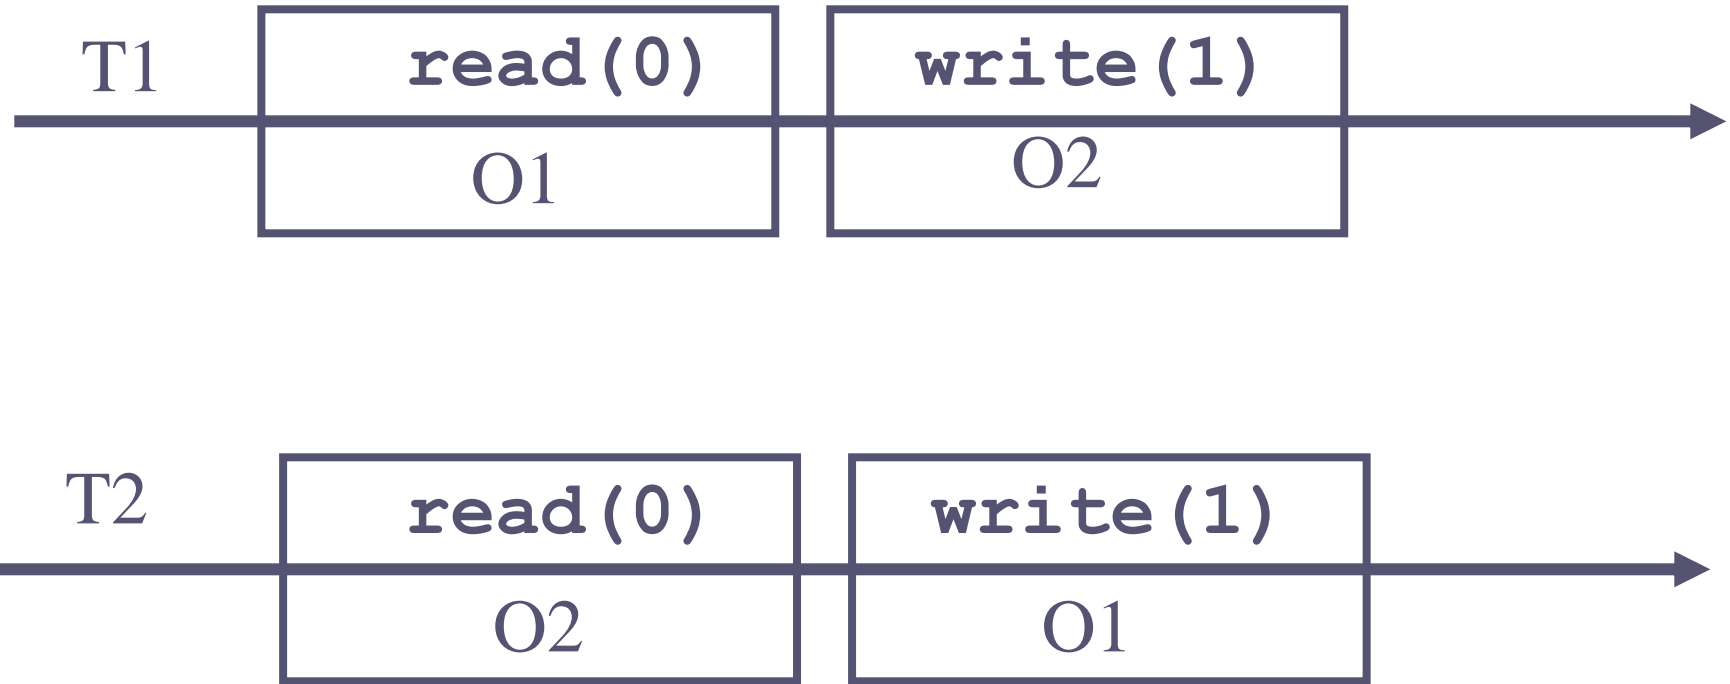 T1 read(0) write(1)
O1 O2
T2 read(0) write(1)
O2 O1